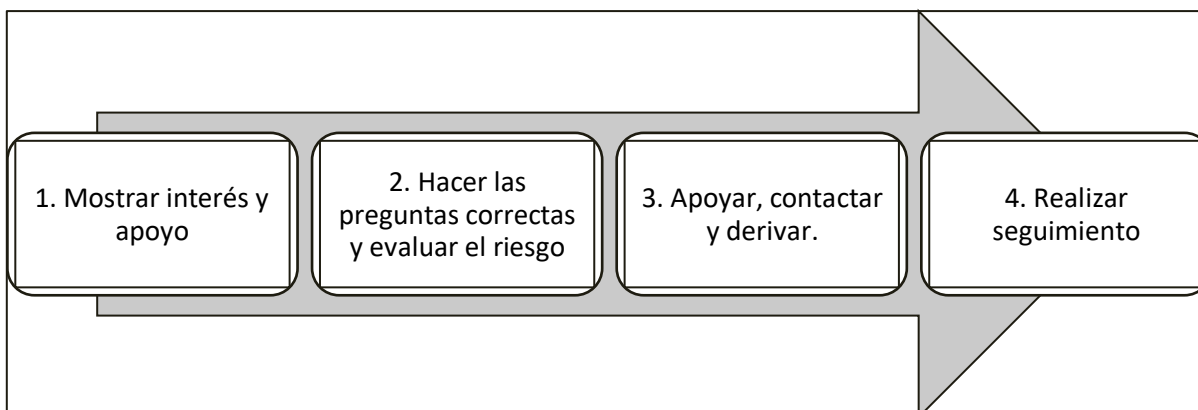 1. Mostrar interés y
apoyo
2. Hacer las
preguntas correctas
y evaluar el riesgo
3. Apoyar, contactar
y derivar.
4. Realizar
seguimiento